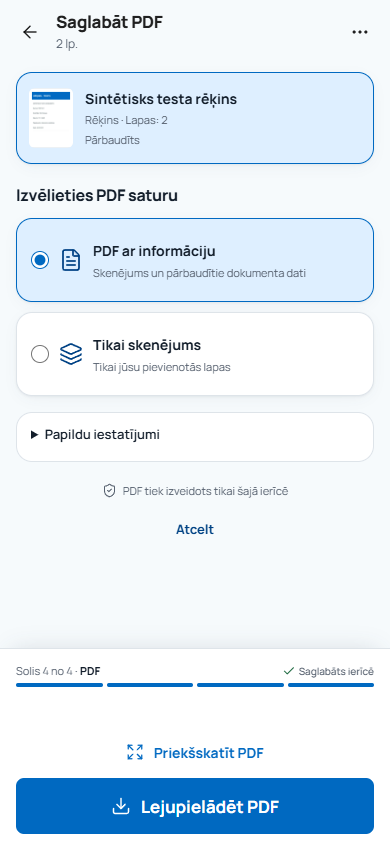 Saglabāt PDF
2 lp.
Sintētisks testa rēķins
Rēķins · Lapas: 2
Pārbaudīts
Izvēlieties PDF saturu
PDF ar informāciju
Skenējums un pārbaudītie dokumenta dati
Tikai skenējums
Tikai jūsu pievienotās lapas
Papildu iestatījumi
PDF tiek izveidots tikai šajā ierīcē
Atcelt
Solis 4 no 4 · PDF
Saglabāts ierīcē
Priekšskatīt PDF
Lejupielādēt PDF